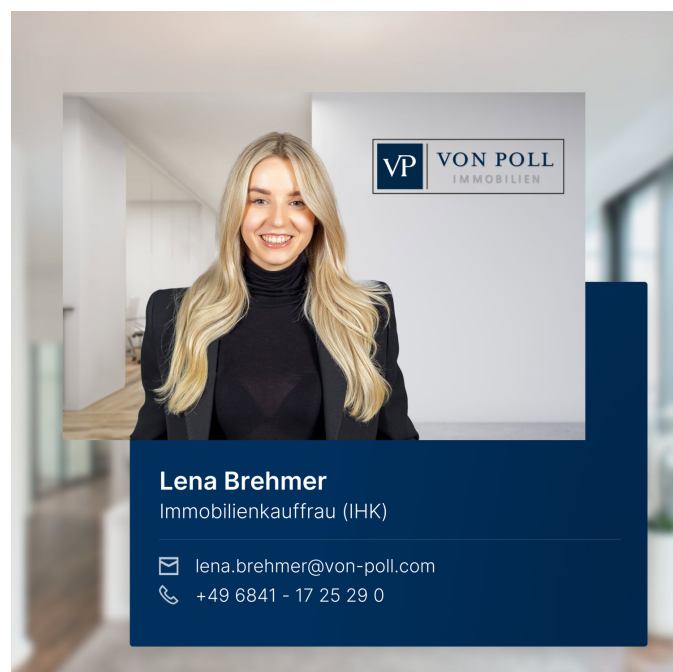 VP
VON POLL
IMMOBILIEN
Lena Brehmer
Immobilienkauffrau (IHK)
lena.brehmer@von-poll.com
+49 6841 - 17 25 29 0